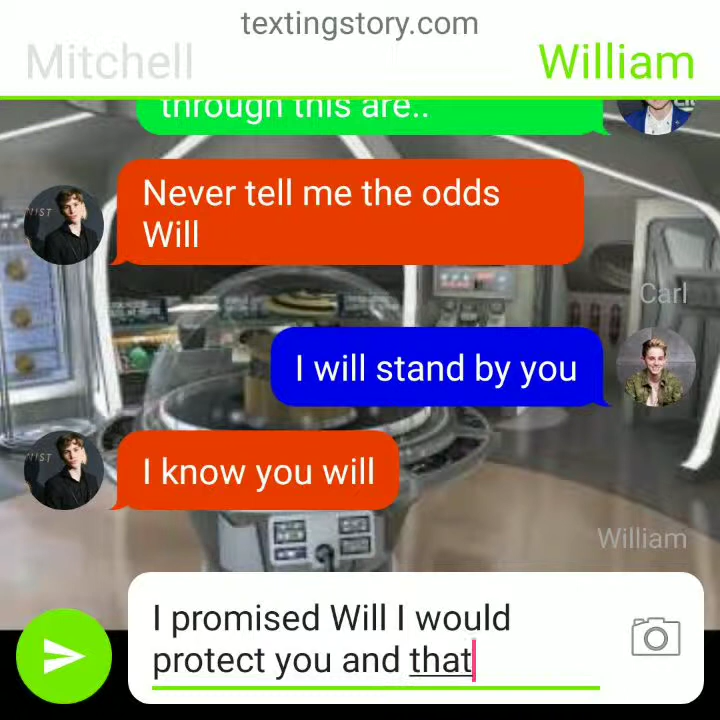 textingstory.com
Mitchell
William
through this are..
Never tell me the odds
Will
Carl
I will stand by you
I know you will
William
I promised Will I would
protect you and that